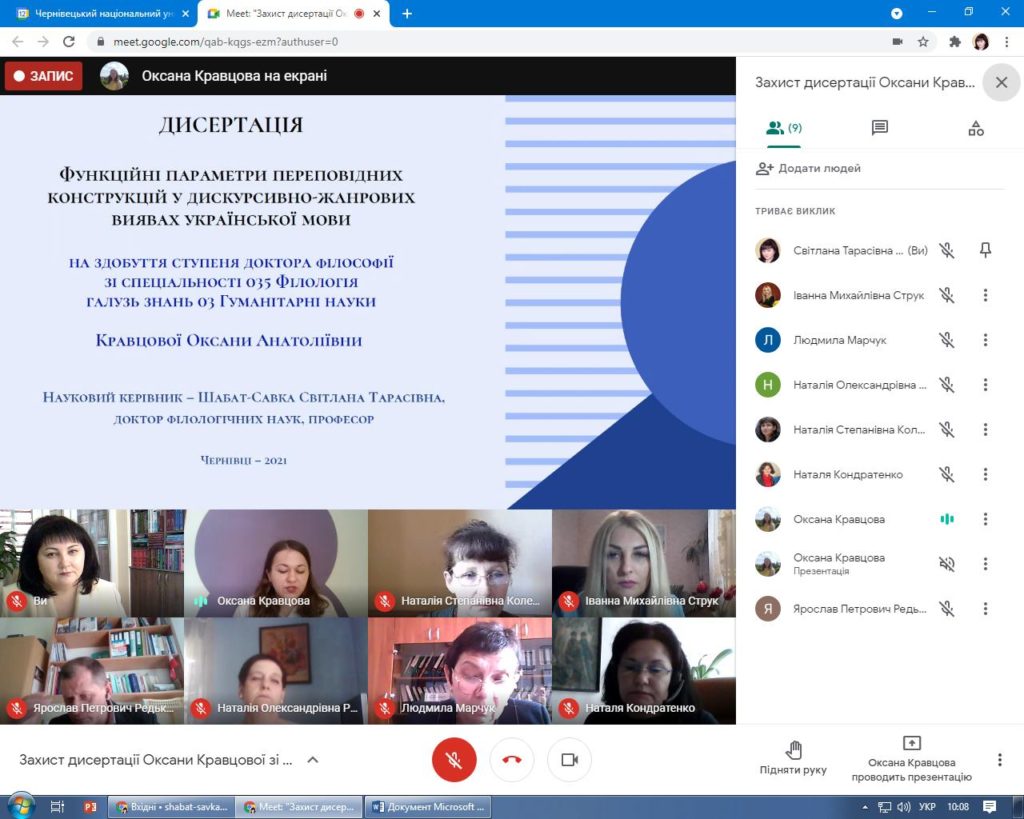 Чернівецький національний ун
Meet: "Захист дисертації Ок
meet.google.com/qab-kqgs-ezm?authuser=0
ЗАПИС
Оксана Кравцова на екрані
ДИСЕРТАЦІЯ
Функційні параметри переповідних
конструкцій у дискурсивно-жанрових
виявах української мови
на здобуття ступеня доктора філософії
зі спеціальності 035 Філологія
галузь знань 03 Гуманітарні науки
Кравцової Оксани Анатоліївни
Науковий керівник – Шабат-Савка Світлана Тарасівна,
доктор філологічних наук, професор
Чернівці – 2021
Ви
Оксана Кравцова
Наталія Степанівна Коле...
Іванна Михайлівна Струк
Ярослав Петрович Редьк...
Наталія Олександрівна Р...
Людмила Марчук
Наталя Кондратенко
Захист дисертації Оксани Крав...
(9)
Додати людей
ТРИВАЄ ВИКЛИК
Світлана Тарасівна ... (Ви)
Іванна Михайлівна Струк
Л
Людмила Марчук
Н
Наталія Олександрівна ...
Наталія Степанівна Кол...
Наталя Кондратенко
Оксана Кравцова
Оксана Кравцова
Презентація
Я
Ярослав Петрович Редь...
Захист дисертації Оксани Кравцової зі ...
Підняти руку
Оксана Кравцова
проводить презентацію
Вхідні • shabat-savka...
Meet: "Захист дисер...
Документ Microsoft ...
УКР
10:08